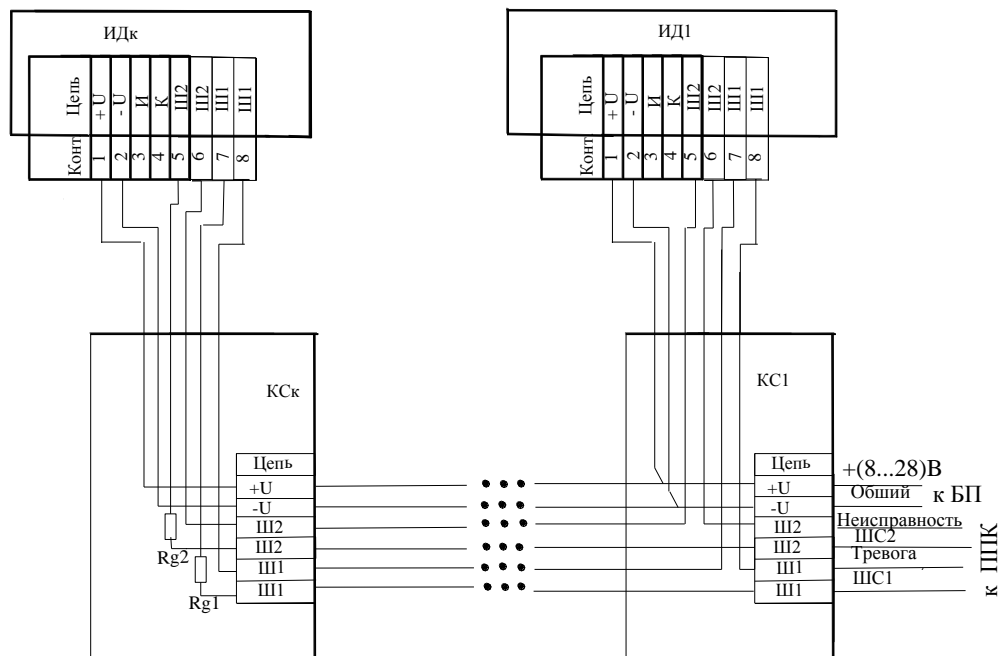 ИДк
Цепь +U -U И К Ш2 Ш2 Ш1 Ш1
Конт 1 2 3 4 5 6 7 8
ИД1
Цепь +U -U И К Ш2 Ш2 Ш1 Ш1
Конт 1 2 3 4 5 6 7 8
КСк
Цепь
+U
-U
Ш2
Ш2
Ш1
Ш1
Rg2
Rg1
КС1
Цепь
+U
-U
Ш2
Ш2
Ш1
Ш1
+(8...28)В
Обший
к БП
Неисправность
ШС2
Тревога
ШС1
к ППК